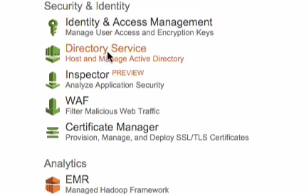 Security & Identity
Identity & Access Management
Manage User Access and Encryption Keys
Directory Service
Host and Manage Active Directory
Inspector PREVIEW
Analyze Application Security
WAF
Filter Malicious Web Traffic
Certificate Manager
Provision, Manage, and Deploy SSL/TLS Certificates
Analytics
EMR
Managed Hadoop Framework